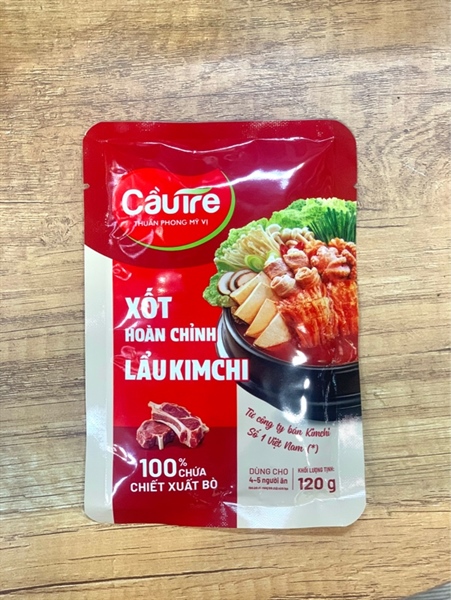 CầuTre
THUẦN PHONG MỸ VỊ
XỐT
HOÀN CHỈNH
LẨU KIMCHI
100% CHỨA
CHIẾT XUẤT BÒ
Từ công ty bán Kimchi
Số 1 Việt Nam (*)
DÙNG CHO
4-5 người ăn
KHỐI LƯỢNG TỊNH:
120 g